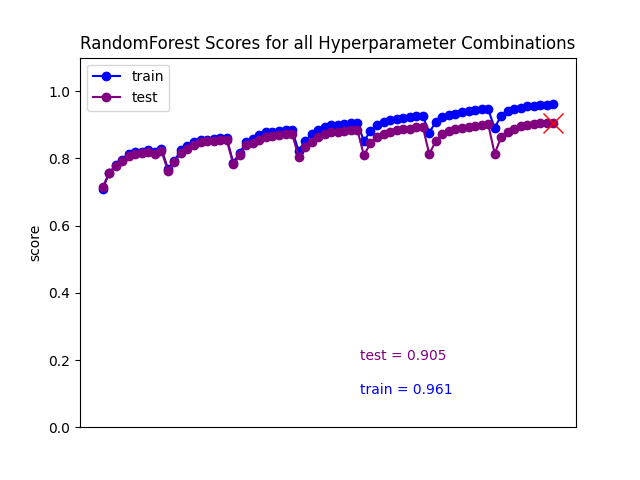 RandomForest Scores for all Hyperparameter Combinations
train
test
1.0
0.8
0.6
0.4
0.2
0.0
score
test = 0.905
train = 0.961